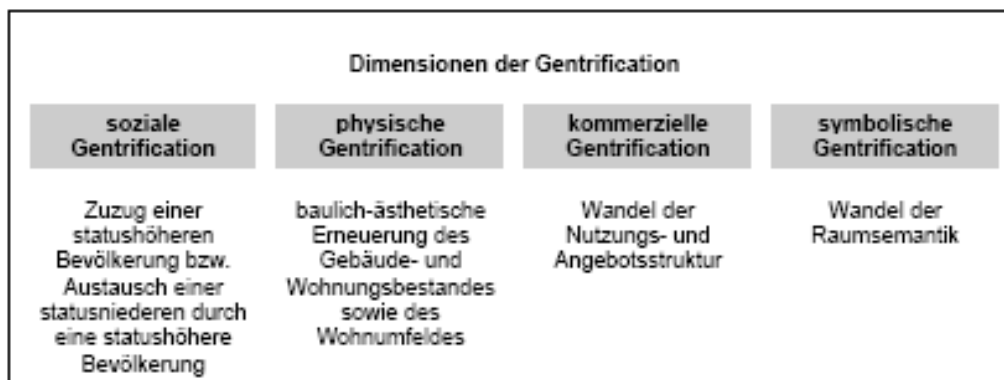 Dimensionen der Gentrification
soziale
Gentrification
Zuzug einer
statushöheren
Bevölkerung bzw.
Austausch einer
statusniederen durch
eine statushöhere
Bevölkerung
physische
Gentrification
baulich-ästhetische
Erneuerung des
Gebäude- und
Wohnungsbestandes
sowie des
Wohnumfeldes
kommerzielle
Gentrification
Wandel der
Nutzungs- und
Angebotsstruktur
symbolische
Gentrification
Wandel der
Raumsemantik